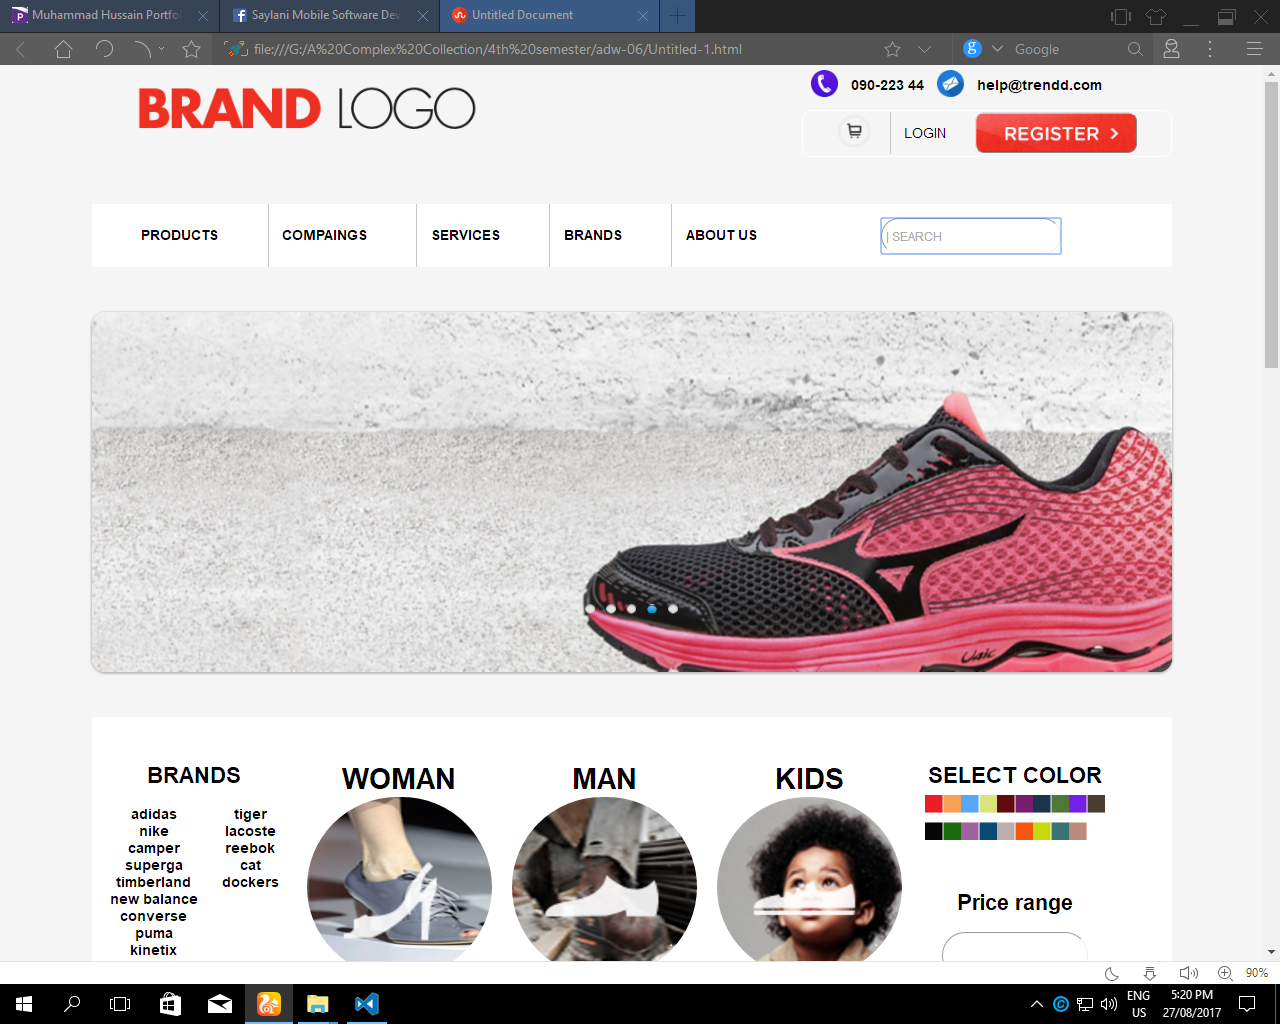 Muhammad Hussain Portfo
Saylani Mobile Software Dev
Untitled Document
file:///G:/A%20Complex%20Collection/4th%20semester/adw-06/Untitled-1.html
Google
BRAND LOGO
090-223 44
help@trendd.com
LOGIN
REGISTER >
PRODUCTS
COMPAINGS
SERVICES
BRANDS
ABOUT US
SEARCH
BRANDS
adidas
nike
camper
superga
timberland
new balance
converse
puma
kinetix
tiger
lacoste
reebok
cat
dockers
WOMAN
MAN
KIDS
SELECT COLOR
Price range
90%
ENG
US
5:20 PM
27/08/2017